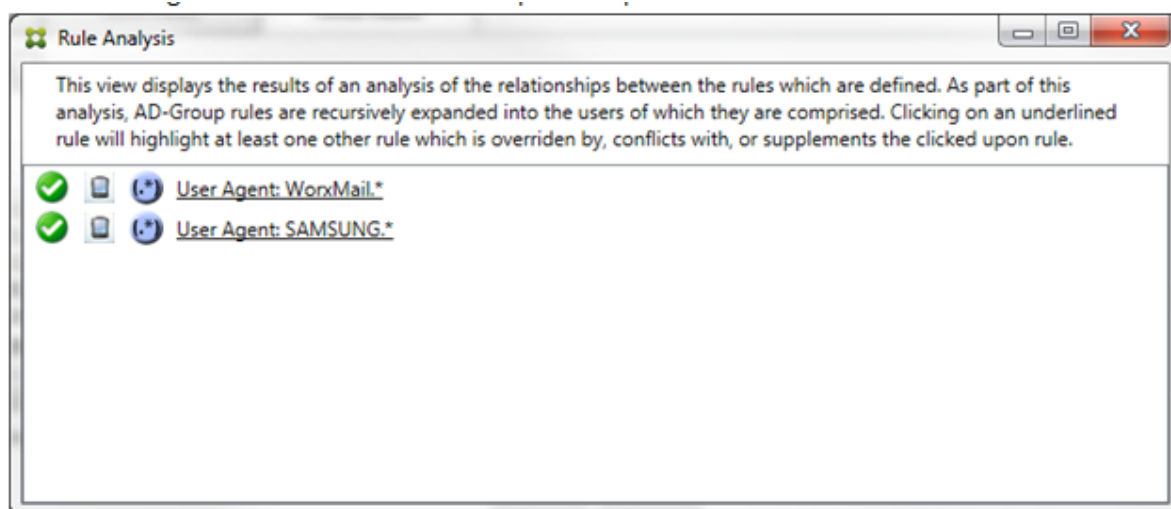 Rule Analysis
This view displays the results of an analysis of the relationships between the rules which are defined. As part of this
analysis, AD-Group rules are recursively expanded into the users of which they are comprised. Clicking on an underlined
rule will highlight at least one other rule which is overriden by, conflicts with, or supplements the clicked upon rule.
(.*) User Agent: WorxMail.*
(.*) User Agent: SAMSUNG.*